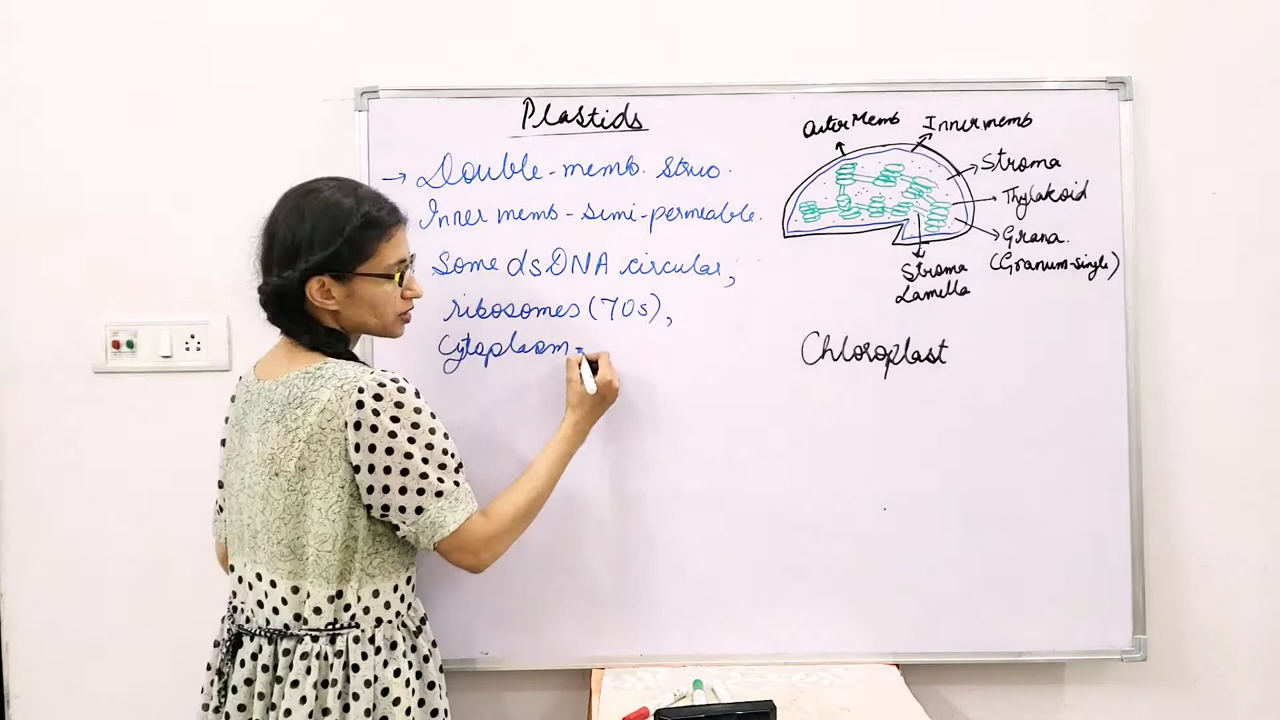 Plastids
→ Double-memb. struc.
Inner memb - semi-permeable.
Some dsDNA circular,
ribosomes (70s),
Cytoplasm -
Outer Memb
Inner memb
Stroma
Thylakoid
Grana.
(Granum-single)
Stroma
Lamella
Chloroplast